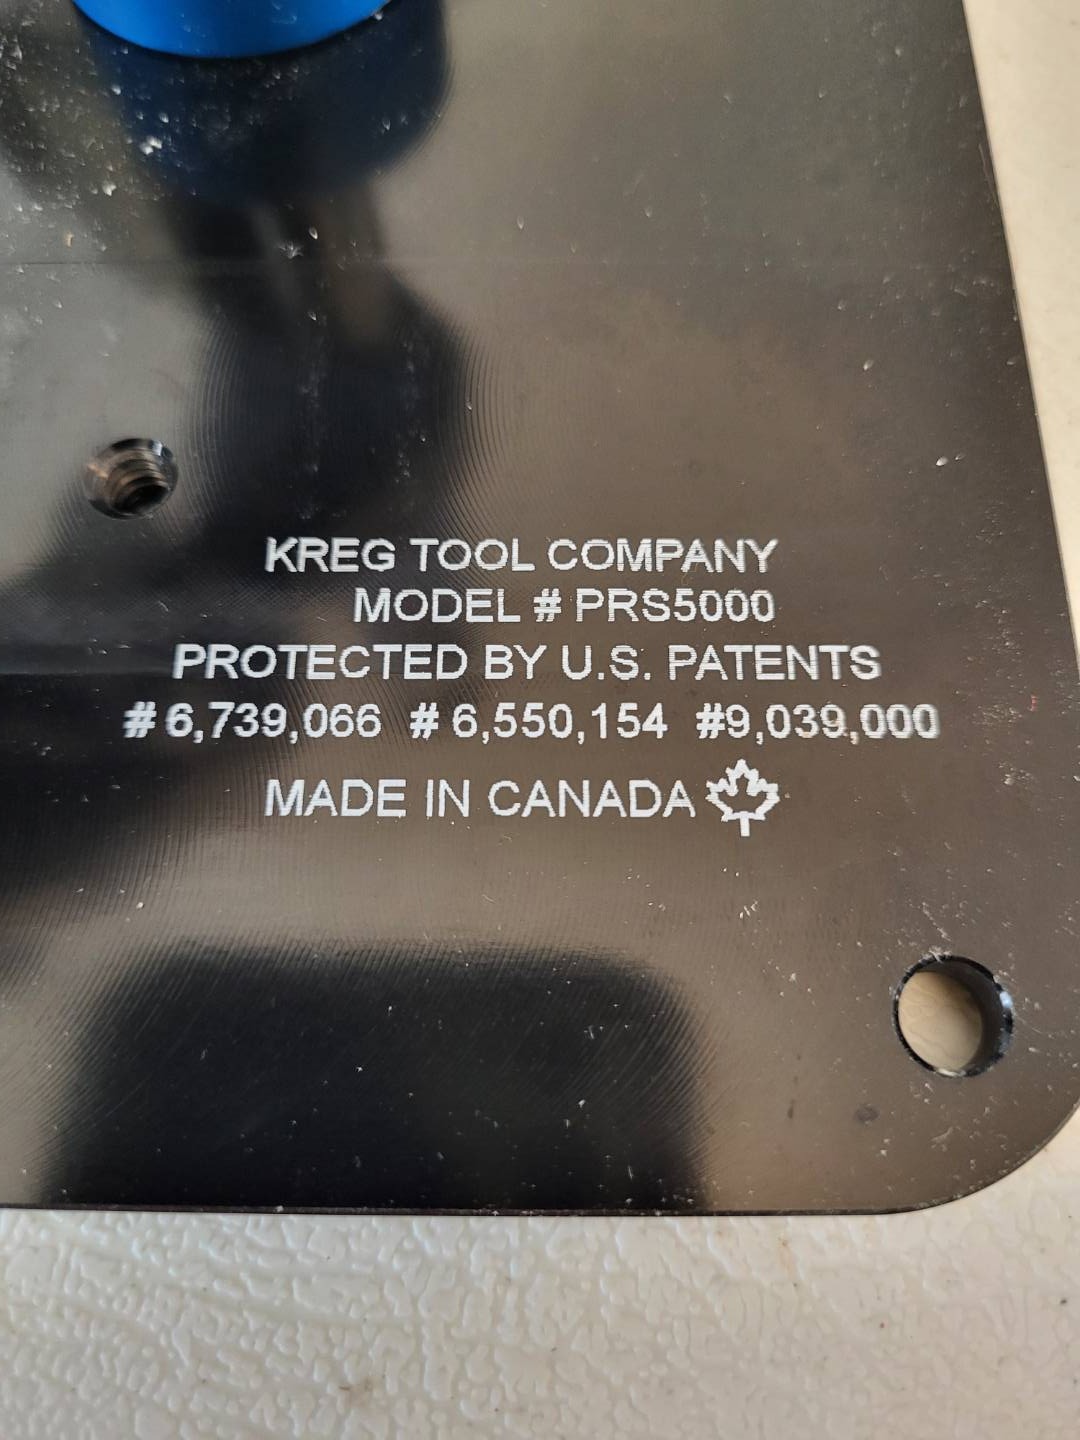 KREG TOOL COMPANY
MODEL # PRS5000
PROTECTED BY U.S. PATENTS
# 6,739,066 # 6,550,154 #9,039,000
MADE IN CANADA